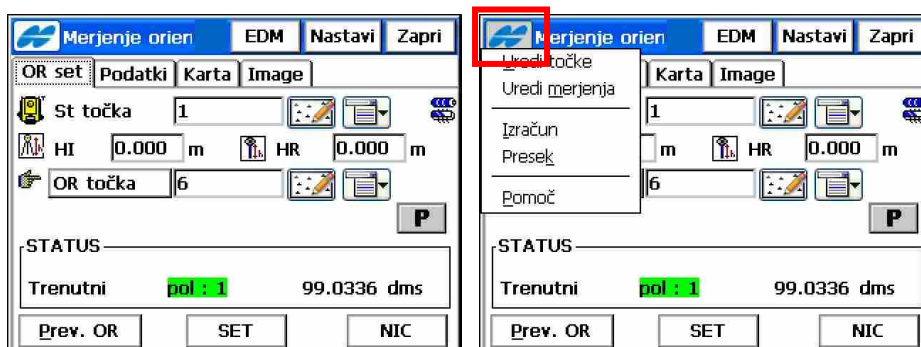 Merjenje orien EDM Nastavi Zapri
OR set Podatki Karta Image
St točka 1
HI 0.000 m HR 0.000 m
OR točka 6
P
STATUS
Trenutni pol : 1 99.0336 dms
Prev. OR SET NIC
Merjenje orien EDM Nastavi Zapri
Uredi točke
Uredi merjenja
Izračun
Presek
Pomoč
Karta Image
1
m HR 0.000 m
6
P
STATUS
Trenutni pol : 1 99.0336 dms
Prev. OR SET NIC